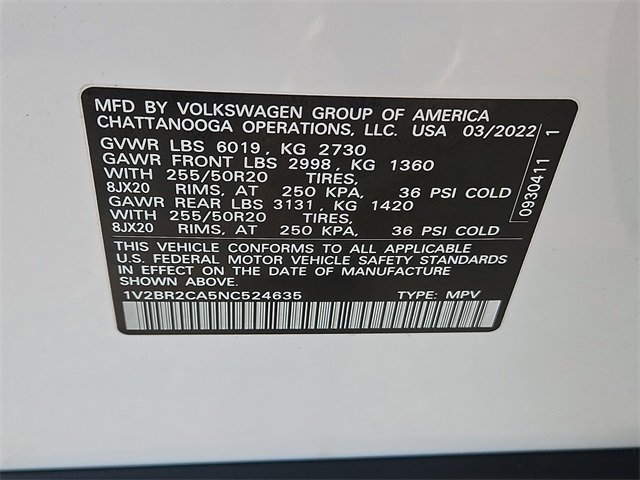 MFD BY VOLKSWAGEN GROUP OF AMERICA
CHATTANOOGA OPERATIONS, LLC. USA 03/2022
GVWR LBS 6019, KG 2730
GAWR FRONT LBS 2998, KG 1360
WITH 255/50R20 TIRES,
8JX20 RIMS, AT 250 KPA, 36 PSI COLD
GAWR REAR LBS 3131, KG 1420
WITH 255/50R20 TIRES,
8JX20 RIMS, AT 250 KPA, 36 PSI COLD
THIS VEHICLE CONFORMS TO ALL APPLICABLE
U.S. FEDERAL MOTOR VEHICLE SAFETY STANDARDS
IN EFFECT ON THE DATE OF MANUFACTURE
SHOWN ABOVE.
1V2BR2CA5NC524635 TYPE: MPV
0930411 1